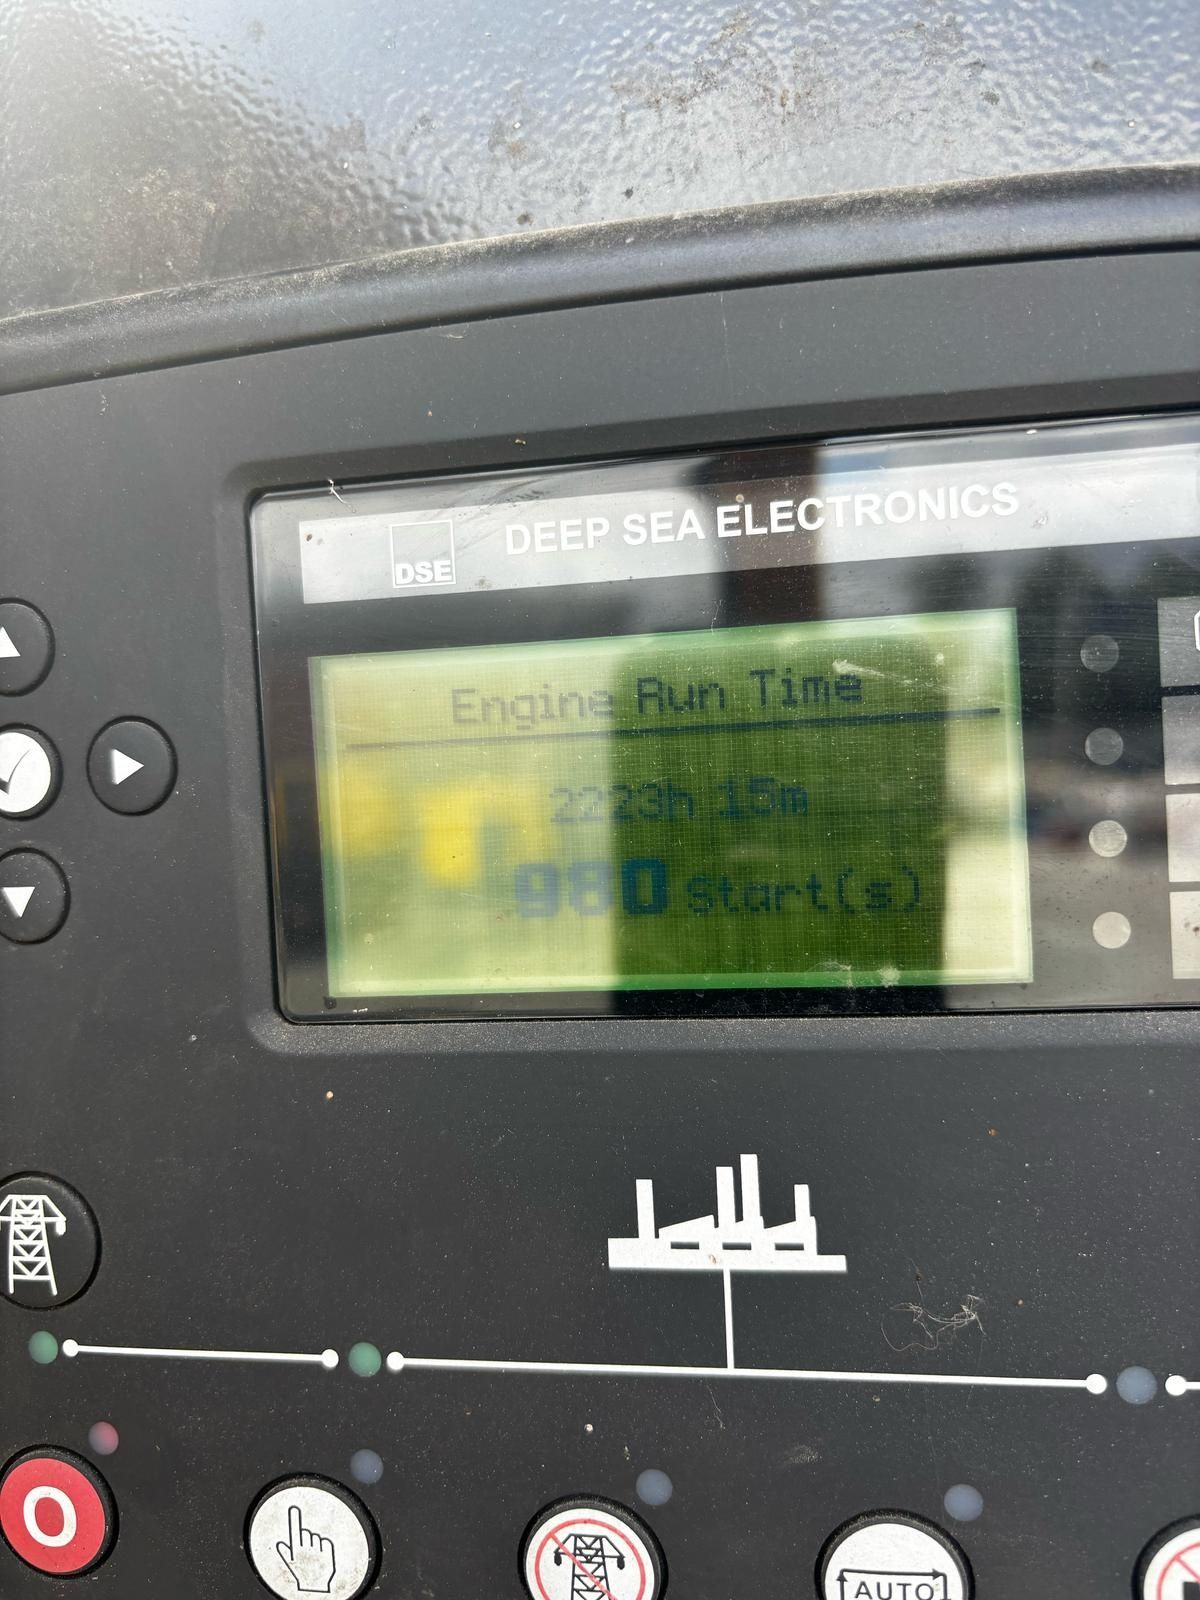 DSE DEEP SEA ELECTRONICS
Engine Run Time
2223h 15m
980 Start(s)
O
AUTO